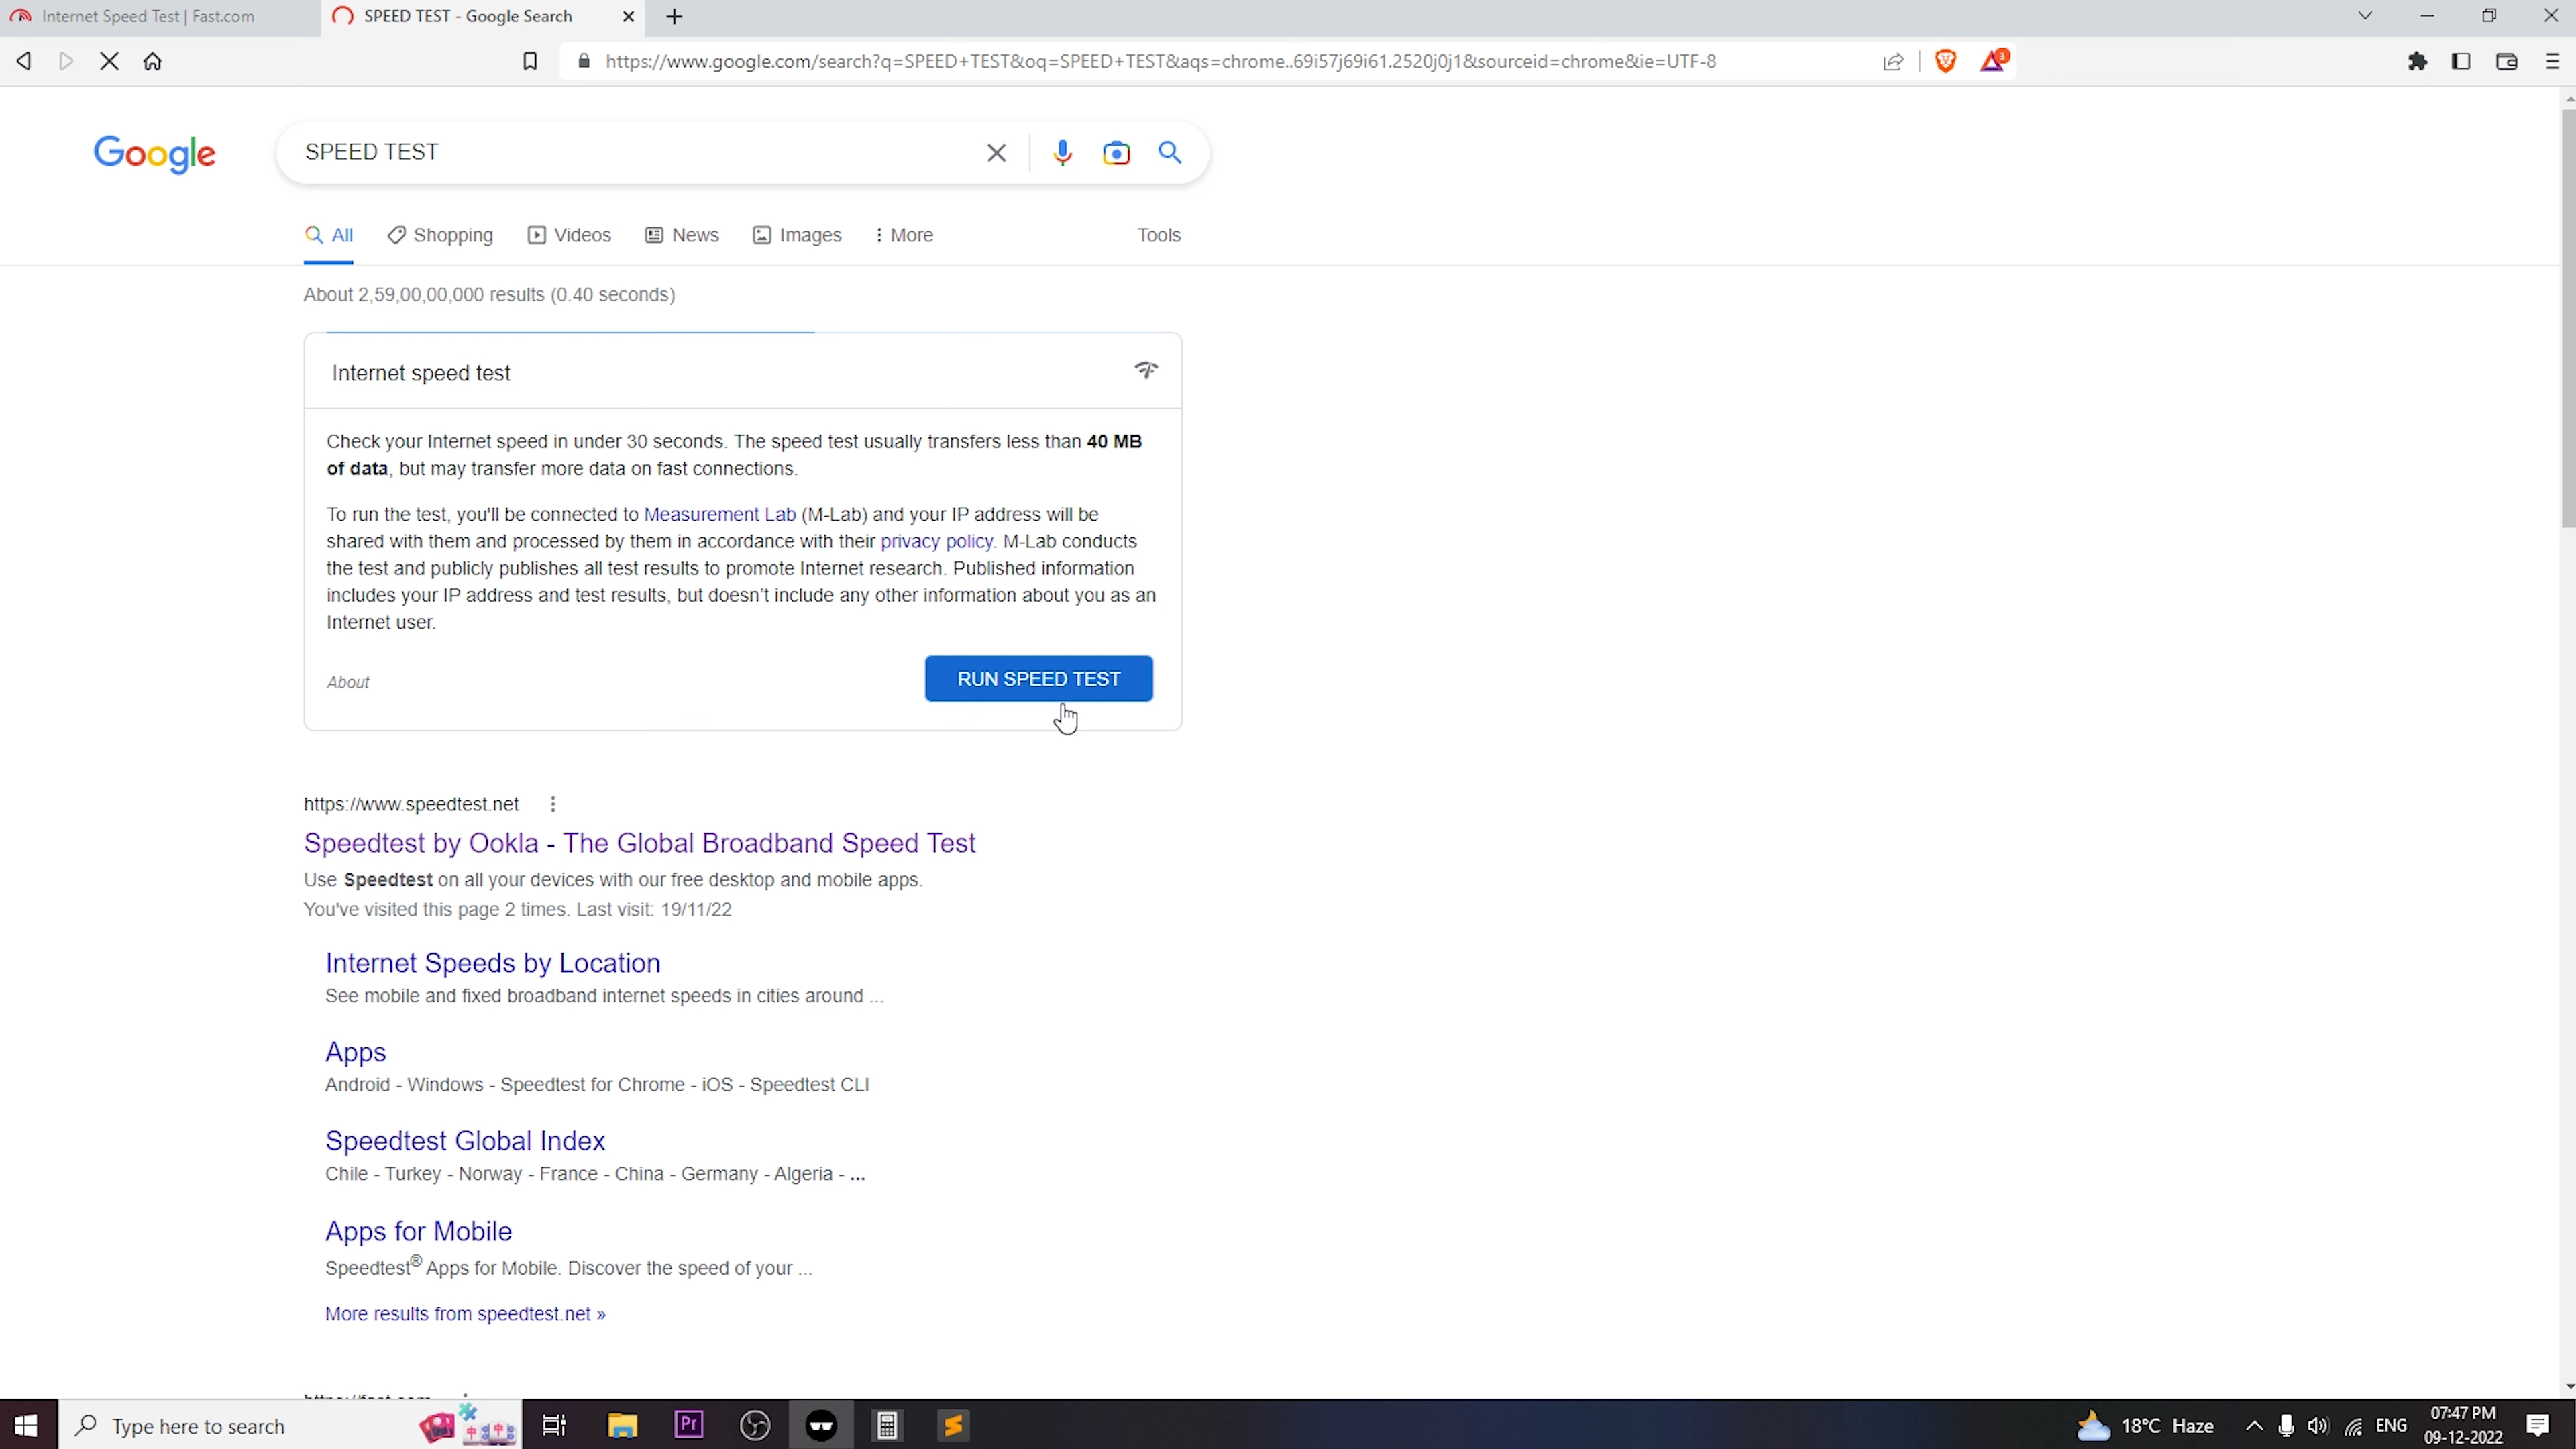 Internet Speed Test | Fast.com
SPEED TEST - Google Search
https://www.google.com/search?q=SPEED+TEST&oq=SPEED+TEST&aqs=chrome..69i57j69i61.2520j0j1&sourceid=chrome&ie=UTF-8
3
Google
SPEED TEST
All
Shopping
Videos
News
Images
More
Tools
About 2,59,00,00,000 results (0.40 seconds)
Internet speed test
Check your Internet speed in under 30 seconds. The speed test usually transfers less than 40 MB
of data, but may transfer more data on fast connections.
To run the test, you'll be connected to Measurement Lab (M-Lab) and your IP address will be
shared with them and processed by them in accordance with their privacy policy. M-Lab conducts
the test and publicly publishes all test results to promote Internet research. Published information
includes your IP address and test results, but doesn't include any other information about you as an
Internet user.
About
RUN SPEED TEST
https://www.speedtest.net
Speedtest by Ookla - The Global Broadband Speed Test
Use Speedtest on all your devices with our free desktop and mobile apps.
You've visited this page 2 times. Last visit: 19/11/22
Internet Speeds by Location
See mobile and fixed broadband internet speeds in cities around ...
Apps
Android - Windows - Speedtest for Chrome - iOS - Speedtest CLI
Speedtest Global Index
Chile - Turkey - Norway - France - China - Germany - Algeria - ...
Apps for Mobile
Speedtest® Apps for Mobile. Discover the speed of your ...
More results from speedtest.net »
Type here to search
Pr
18°C Haze
ENG
07:47 PM
09-12-2022